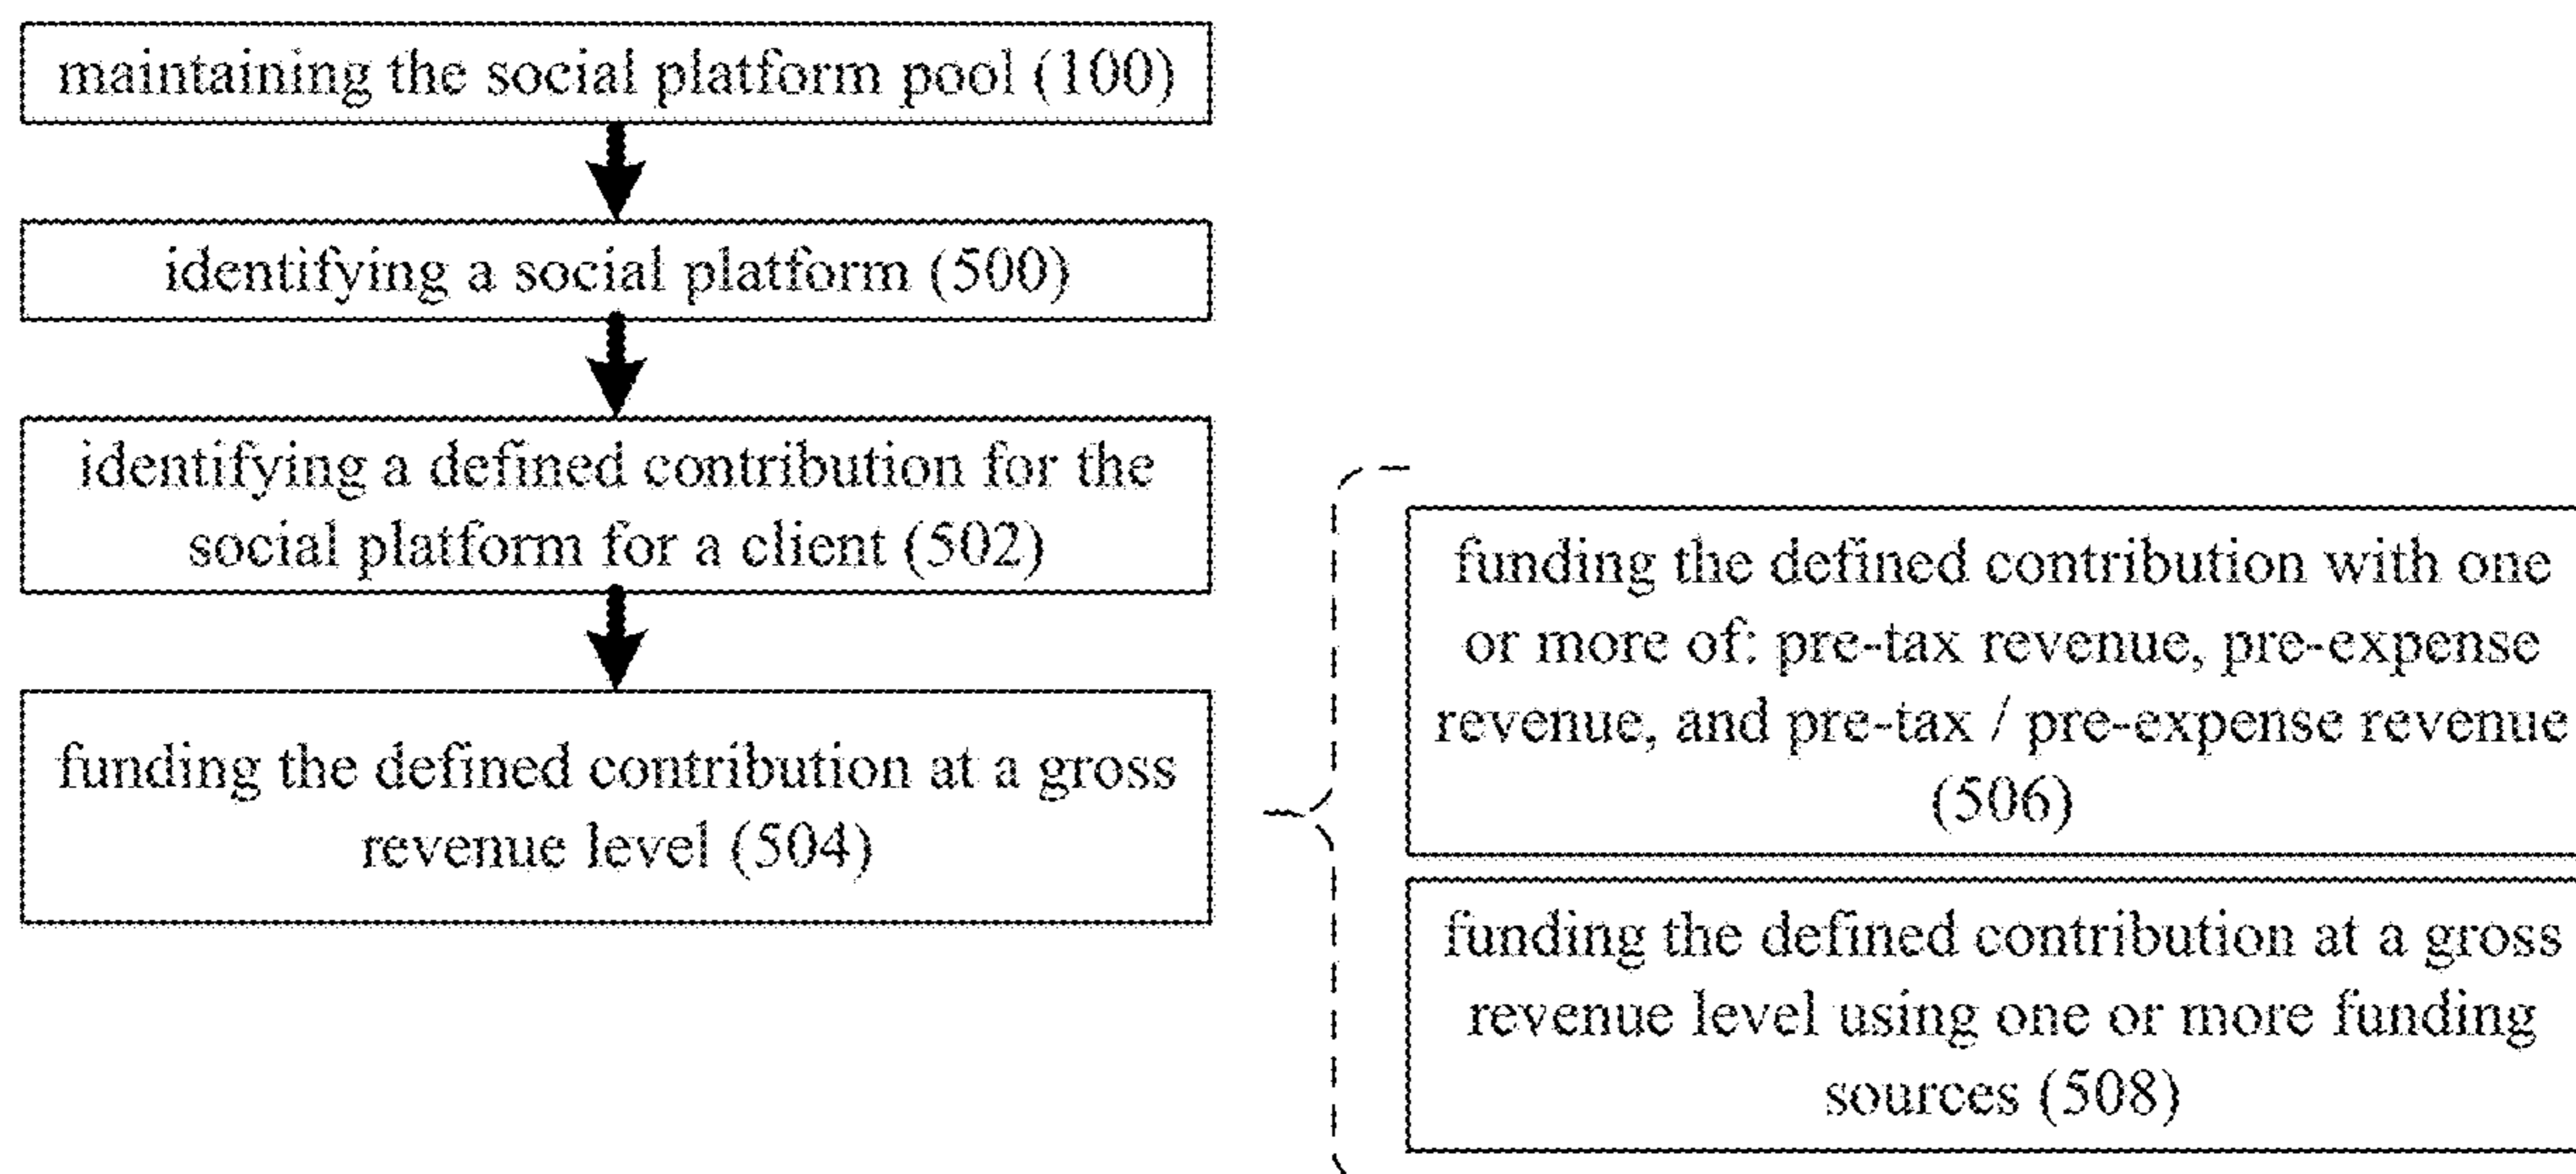 maintaining the social platform pool (100)
identifying a social platform (500)
identifying a defined contribution for the
social platform for a client (502)
funding the defined contribution at a gross
revenue level (504)
funding the defined contribution with one
or more of: pre-tax revenue, pre-expense
revenue, and pre-tax / pre-expense revenue
(506)
funding the defined contribution at a gross
revenue level using one or more funding
sources (508)